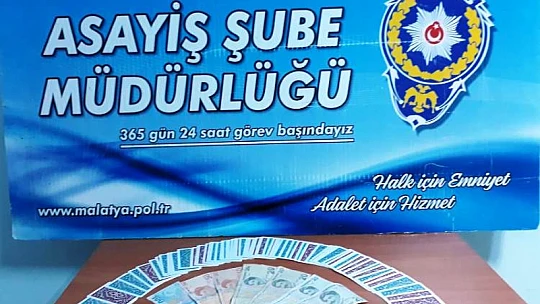 ASAYİŞ ŞUBE
MÜDÜRLÜĞÜ
365 gün 24 saat görev başındayız
Halk için Emniyet
Adalet için Hizmet
www.malatya.pol.tr